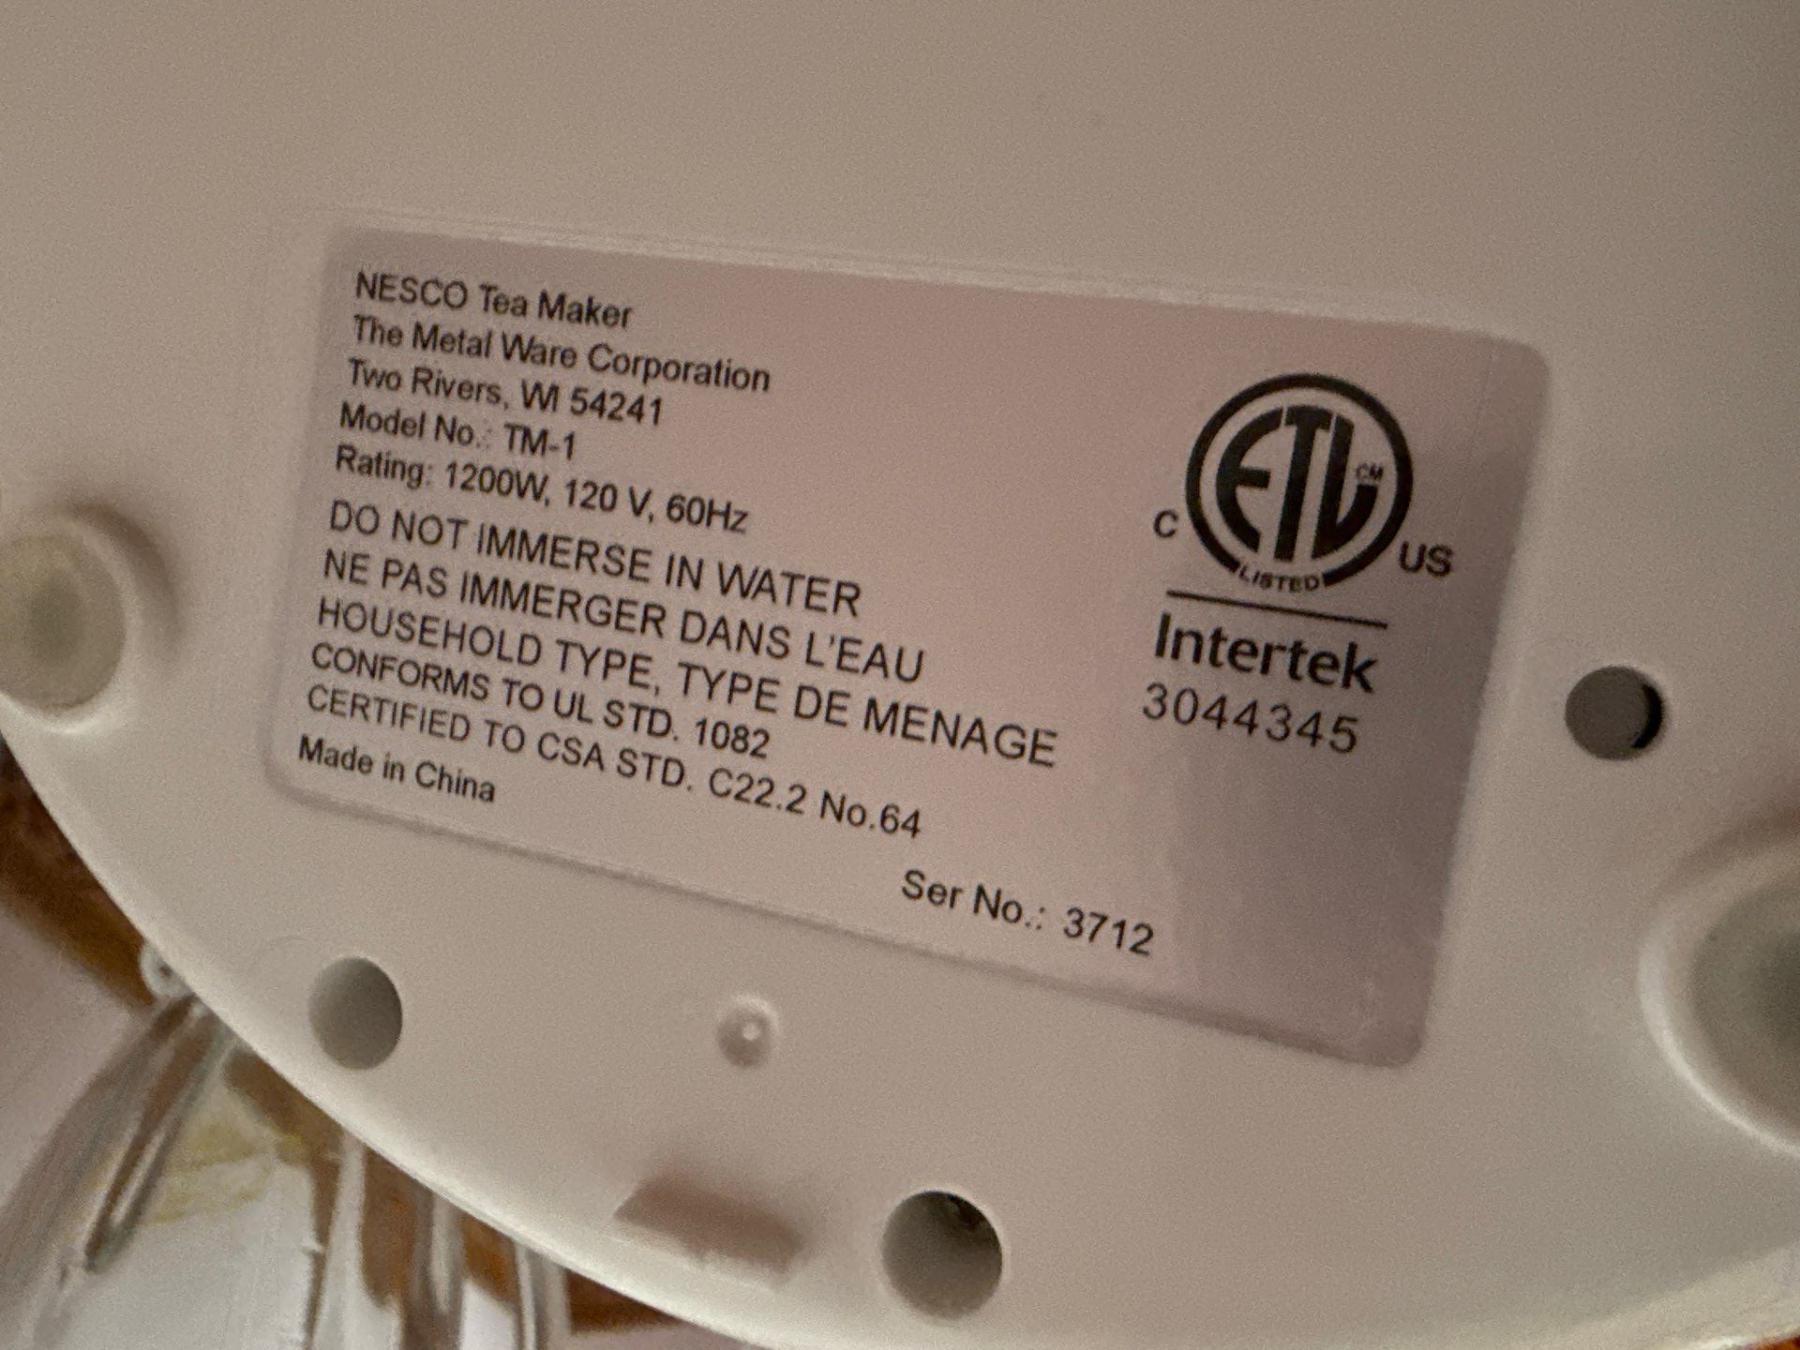 NESCO Tea Maker
The Metal Ware Corporation
Two Rivers, WI 54241
Model No.: TM-1
Rating: 1200W, 120 V, 60Hz
DO NOT IMMERSE IN WATER
NE PAS IMMERGER DANS L'EAU
HOUSEHOLD TYPE, TYPE DE MENAGE
CONFORMS TO UL STD. 1082
CERTIFIED TO CSA STD. C22.2 No.64
Made in China
ETL CM
C US
LISTED
Intertek
3044345
Ser No.: 3712